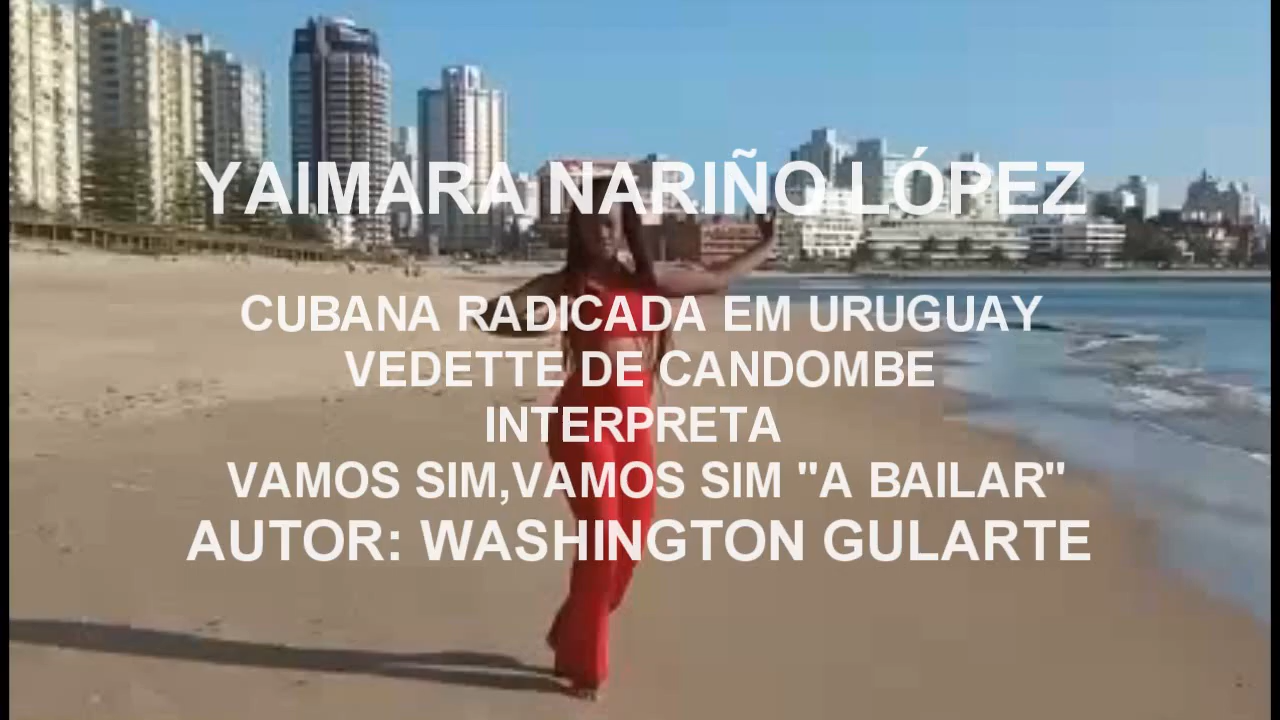 YAIMARA NARIÑO LÓPEZ
CUBANA RADICADA EM URUGUAY
VEDETTE DE CANDOMBE
INTERPRETA
VAMOS SIM,VAMOS SIM "A BAILAR"
AUTOR: WASHINGTON GULARTE